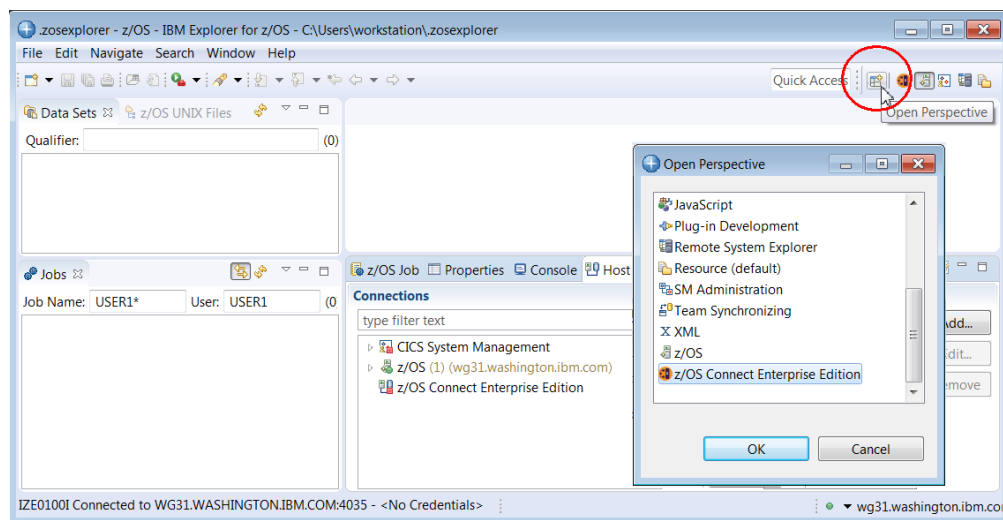 .zosexplorer - z/OS - IBM Explorer for z/OS - C:\Users\workstation\.zosexplorer
File Edit Navigate Search Window Help
Quick Access
Open Perspective
Data Sets z/OS UNIX Files
Qualifier: (0)
Open Perspective
JavaScript
Plug-in Development
Remote System Explorer
Resource (default)
SM Administration
Team Synchronizing
XML
z/OS
z/OS Connect Enterprise Edition
OK Cancel
Jobs
Job Name: USER1* User: USER1 (0
z/OS Job Properties Console Host
Connections
type filter text
CICS System Management
z/OS (1) (wg31.washington.ibm.com)
z/OS Connect Enterprise Edition
Add...
Edit...
emove
IZE0100I Connected to WG31.WASHINGTON.IBM.COM:4035 - <No Credentials>
wg31.washington.ibm.co